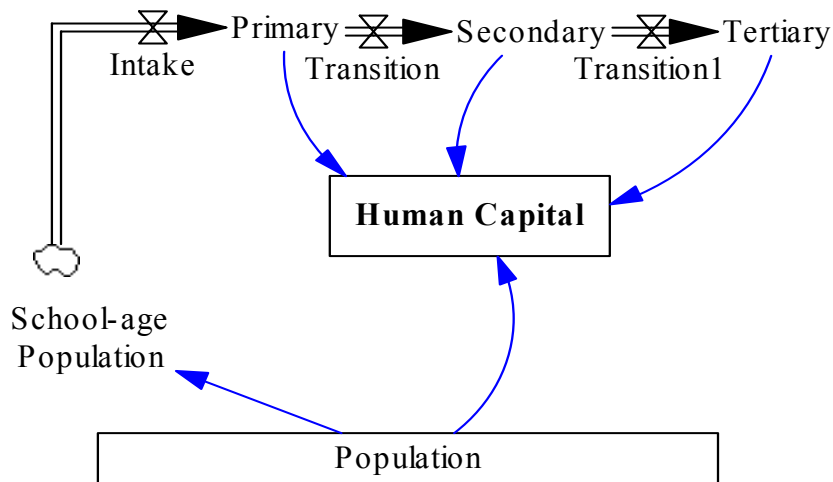 Primary Secondary Tertiary
Intake Transition Transition1
Human Capital
School-age
Population
Population